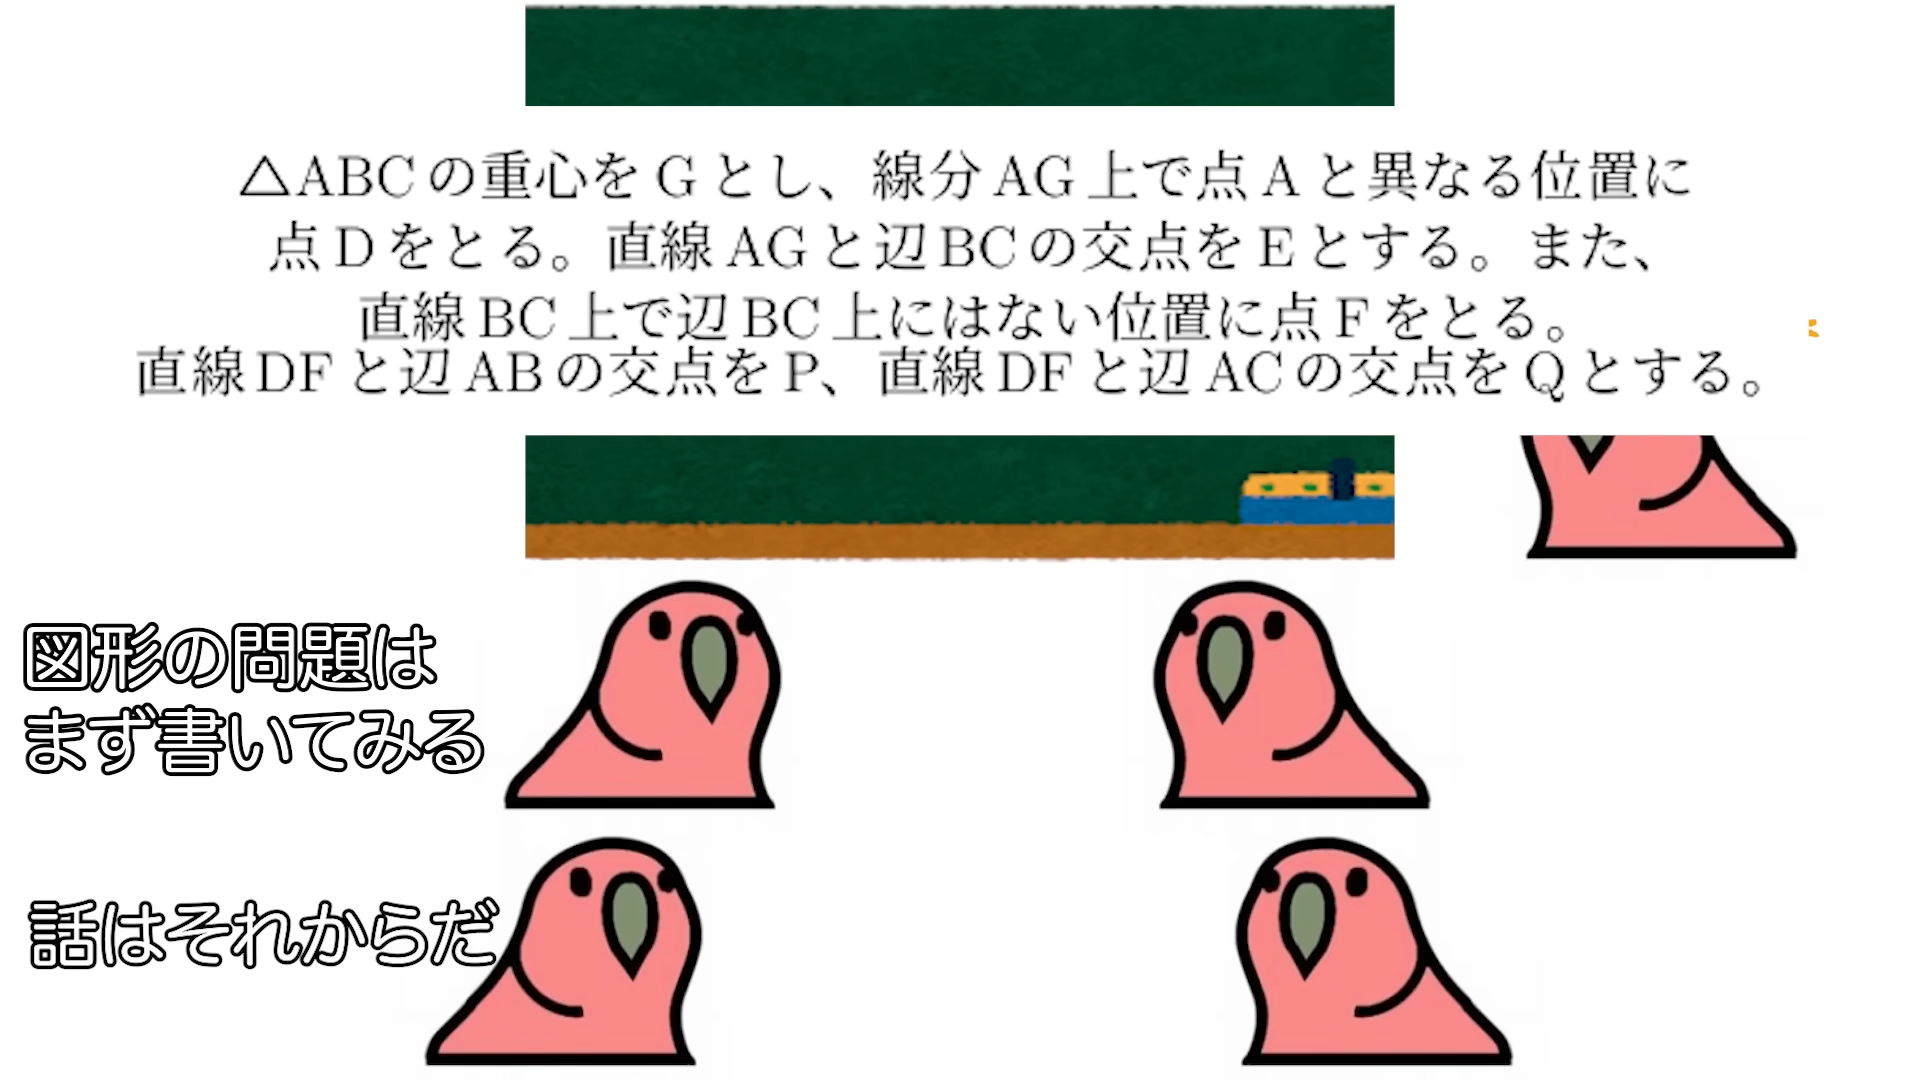 △ABCの重心をGとし、線分AG上で点Aと異なる位置に
点Dをとる。直線AGと辺BCの交点をEとする。また、
直線BC上で辺BC上にはない位置に点Fをとる。
直線DFと辺ABの交点をP、直線DFと辺ACの交点をQとする。
図形の問題は
まず書いてみる
話はそれからだ